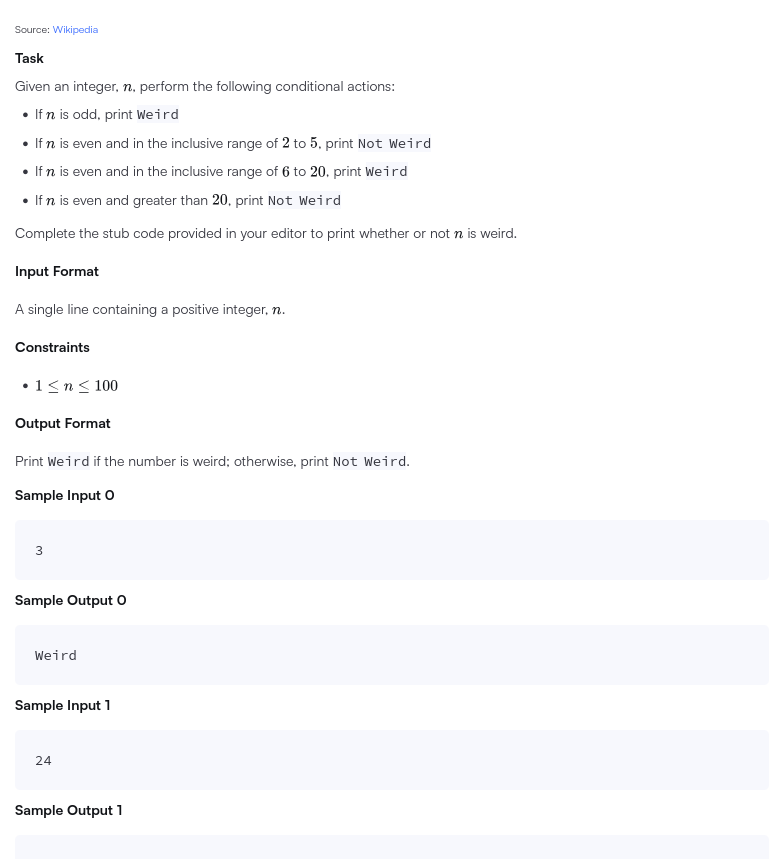 Source: Wikipedia
Task
Given an integer, n, perform the following conditional actions:
• If n is odd, print Weird
• If n is even and in the inclusive range of 2 to 5, print Not Weird
• If n is even and in the inclusive range of 6 to 20, print Weird
• If n is even and greater than 20, print Not Weird
Complete the stub code provided in your editor to print whether or not n is weird.
Input Format
A single line containing a positive integer, n.
Constraints
• 1 ≤ n ≤ 100
Output Format
Print Weird if the number is weird; otherwise, print Not Weird.
Sample Input 0
3
Sample Output 0
Weird
Sample Input 1
24
Sample Output 1